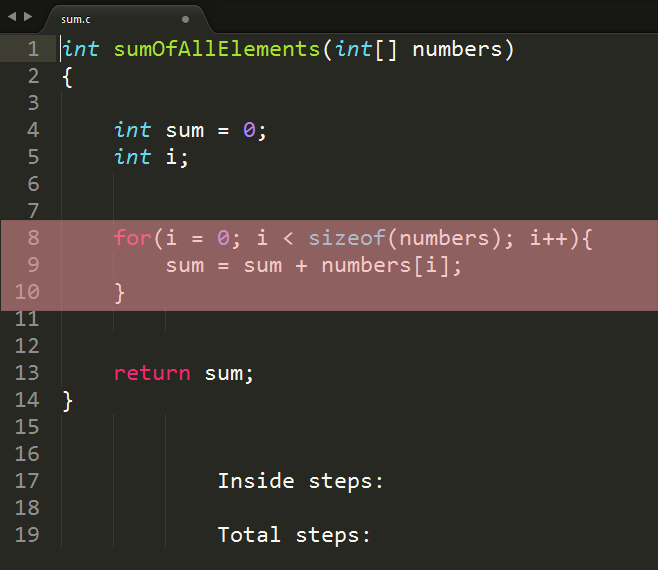 sum.c
1 int sumOfAllElements(int[] numbers)
2 {
3
4 int sum = 0;
5 int i;
6
7
8 for(i = 0; i < sizeof(numbers); i++){
9 sum = sum + numbers[i];
10 }
11
12
13 return sum;
14 }
15
16
17 Inside steps:
18
19 Total steps: